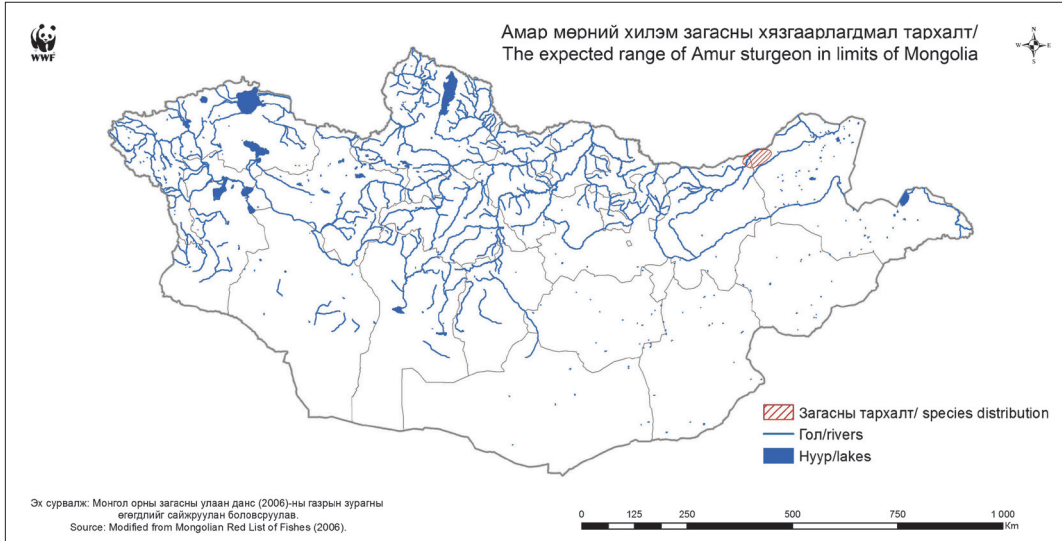 WWF
Амар мөрний хилэм загасны хязгаарлагдмал тархалт/
The expected range of Amur sturgeon in limits of Mongolia
N
W E
S
Загасны тархалт/ species distribution
Гол/rivers
Нуур/lakes
Эх сурвалж: Монгол орны загасны улаан данс (2006)-ны газрын зурагны
өгөгдлийг сайжруулан боловсруулав.
Source: Modified from Mongolian Red List of Fishes (2006).
0 125 250 500 750 1 000
Km